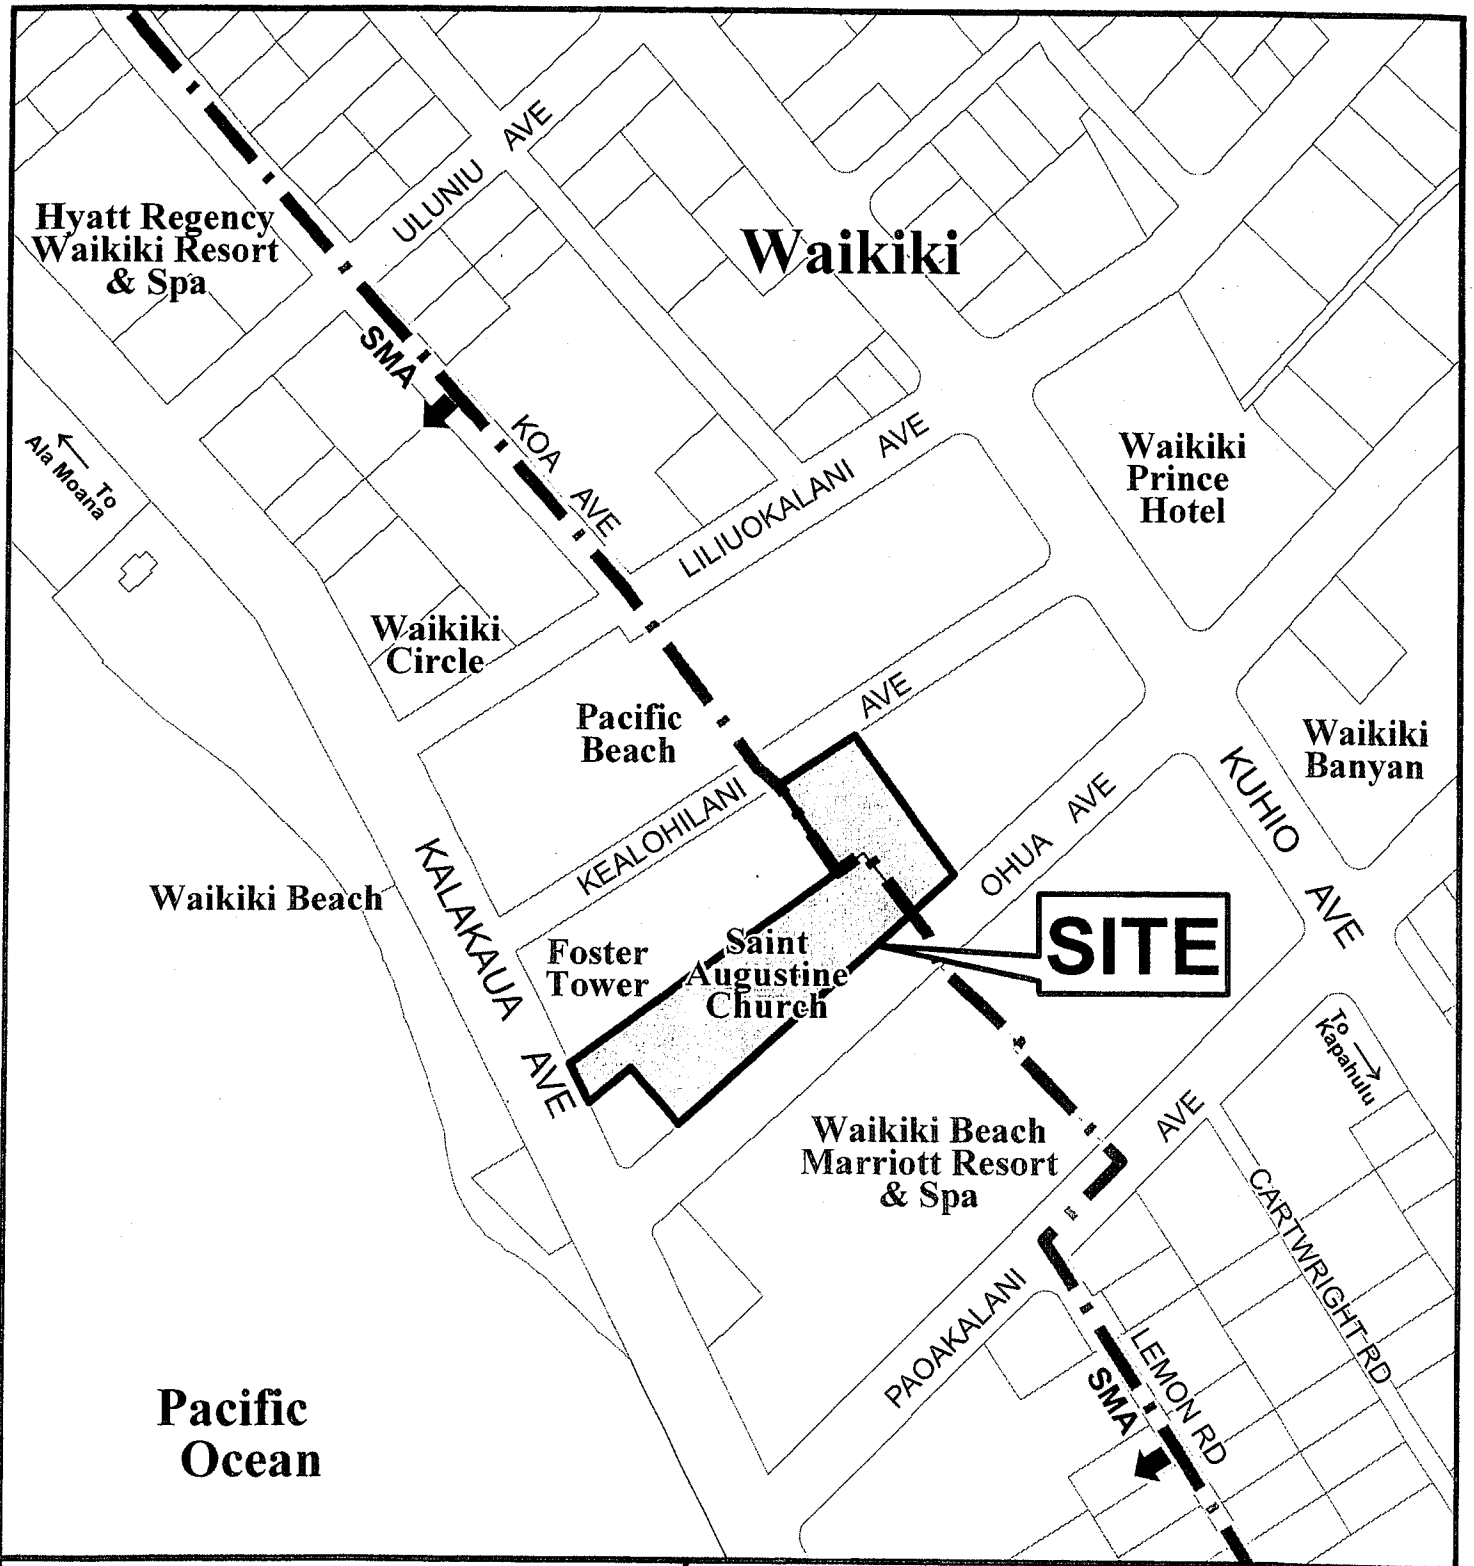 ULUNIU AVE
Hyatt Regency
Waikiki Resort
& Spa
Waikiki
SMA
KOA AVE
To
Ala Moana
LILIUOKALANI AVE
Waikiki
Prince
Hotel
Waikiki
Circle
Pacific
Beach
KEALOHILANI AVE
Waikiki
Banyan
KUHIO AVE
OHUA AVE
Waikiki Beach
KALAKAUA AVE
SITE
Foster
Tower
Saint
Augustine
Church
To
Kapahulu
Waikiki Beach
Marriott Resort
& Spa
PAOAKALANI AVE
CARTWRIGHT RD
LEMON RD
SMA
Pacific
Ocean